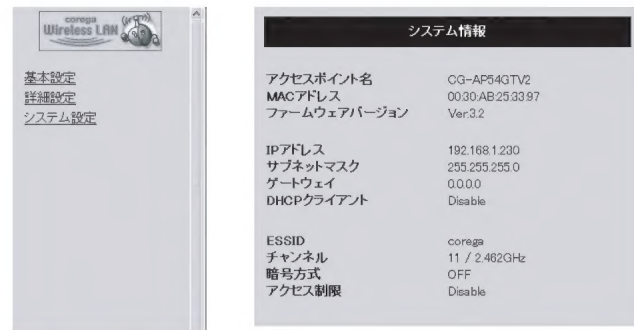 corega
Wireless LAN
基本設定
詳細設定
システム設定
システム情報
アクセスポイント名 CG-AP54GTV2
MACアドレス 00:30:AB:25:33:97
ファームウェアバージョン Ver.3.2
IPアドレス 192.168.1.230
サブネットマスク 255.255.255.0
ゲートウェイ 0.0.0.0
DHCPクライアント Disable
ESSID corega
チャンネル 11 / 2.462GHz
暗号方式 OFF
アクセス制限 Disable